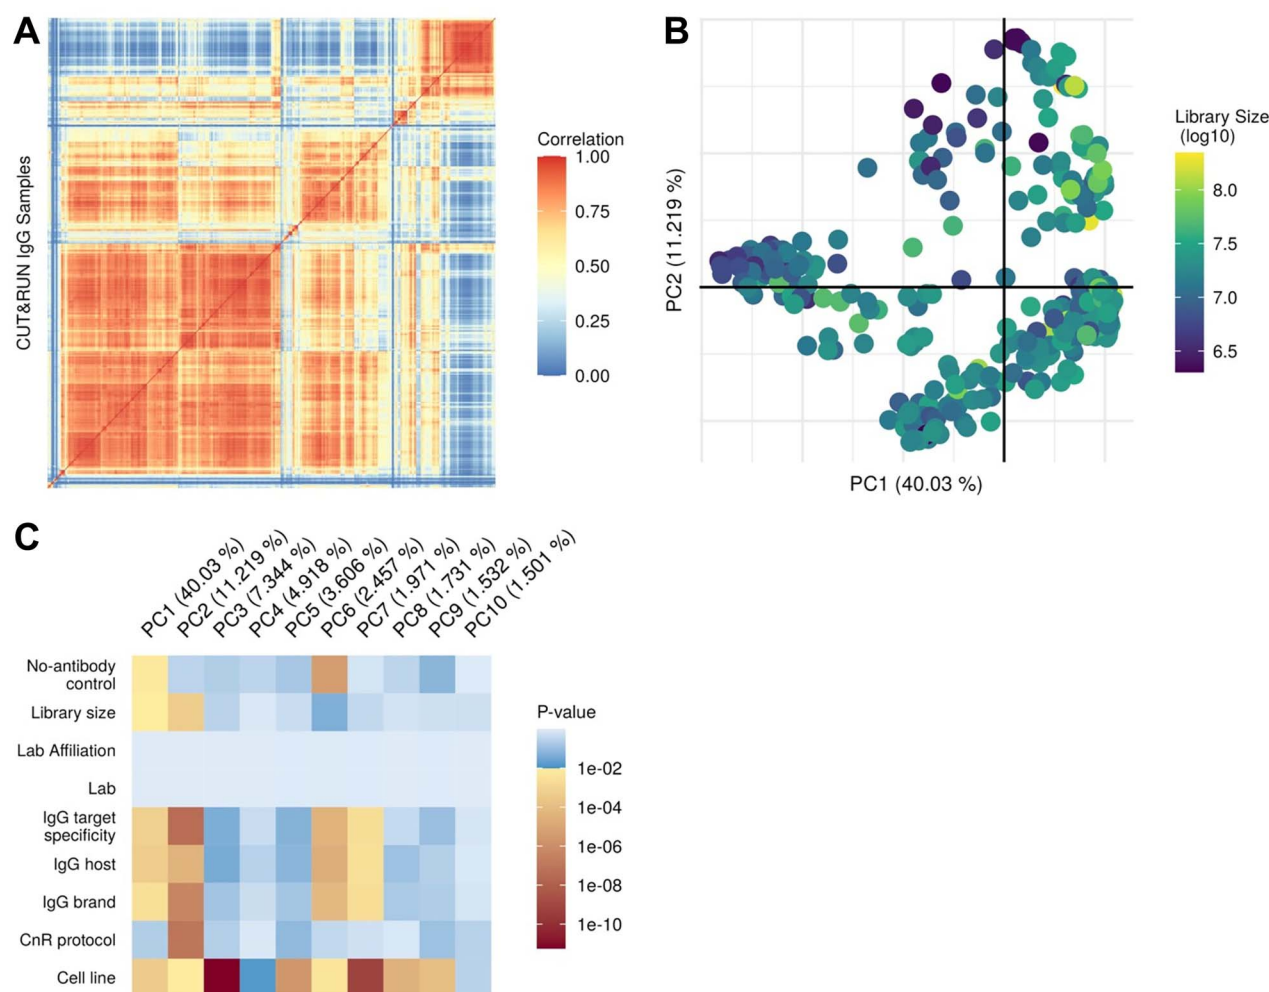 A
B
CUT&RUN IgG Samples
Correlation
1.00
0.75
0.50
0.25
0.00
PC2 (11.219 %)
PC1 (40.03 %)
Library Size
(log10)
8.0
7.5
7.0
6.5
C
PC1 (40.03 %)
PC2 (11.219 %)
PC3 (7.344 %)
PC4 (4.918 %)
PC5 (3.606 %)
PC6 (2.457 %)
PC7 (1.971 %)
PC8 (1.731 %)
PC9 (1.532 %)
PC10 (1.501 %)
No-antibody
control
Library size
Lab Affiliation
Lab
IgG target
specificity
IgG host
IgG brand
CnR protocol
Cell line
P-value
1e-02
1e-04
1e-06
1e-08
1e-10